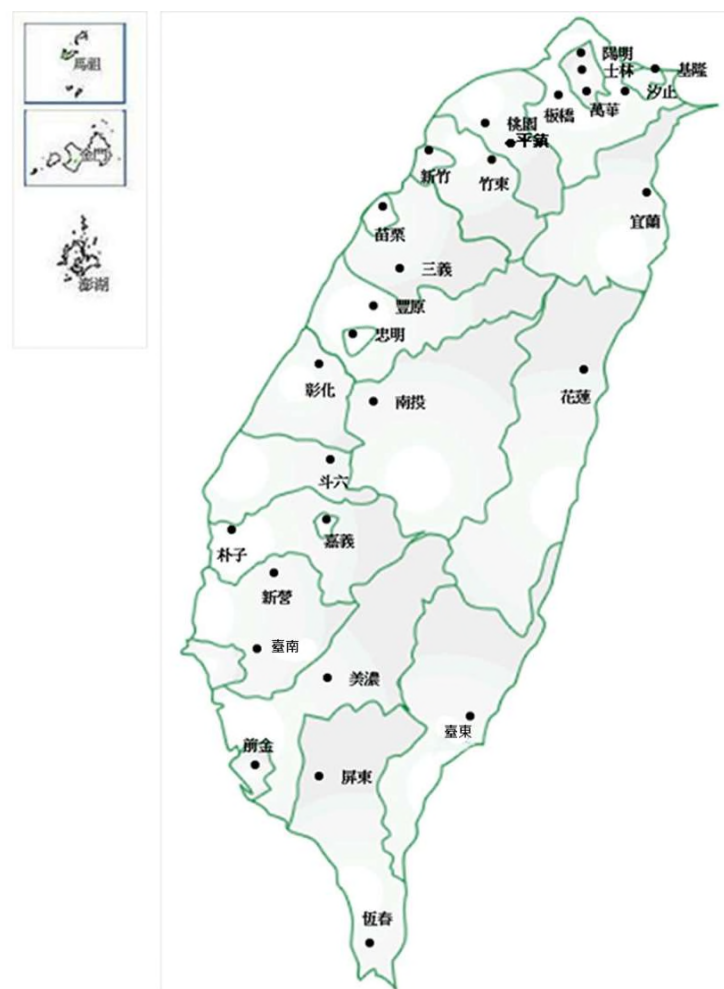 馬祖
金門
澎湖
陽明
士林
基隆
汐止
萬華
板橋
桃園
平鎮
新竹
竹東
宜蘭
苗栗
三義
豐原
忠明
彰化
南投
花蓮
斗六
朴子
嘉義
新營
臺南
美濃
臺東
前金
屏東
恆春